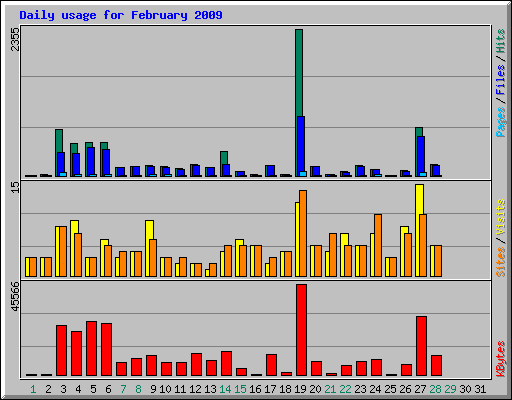 Daily usage for February 2009
2355
Pages / Files / Hits
15
Sites / Visits
45566
KBytes
1 2 3 4 5 6 7 8 9 10 11 12 13 14 15 16 17 18 19 20 21 22 23 24 25 26 27 28 29 30 31